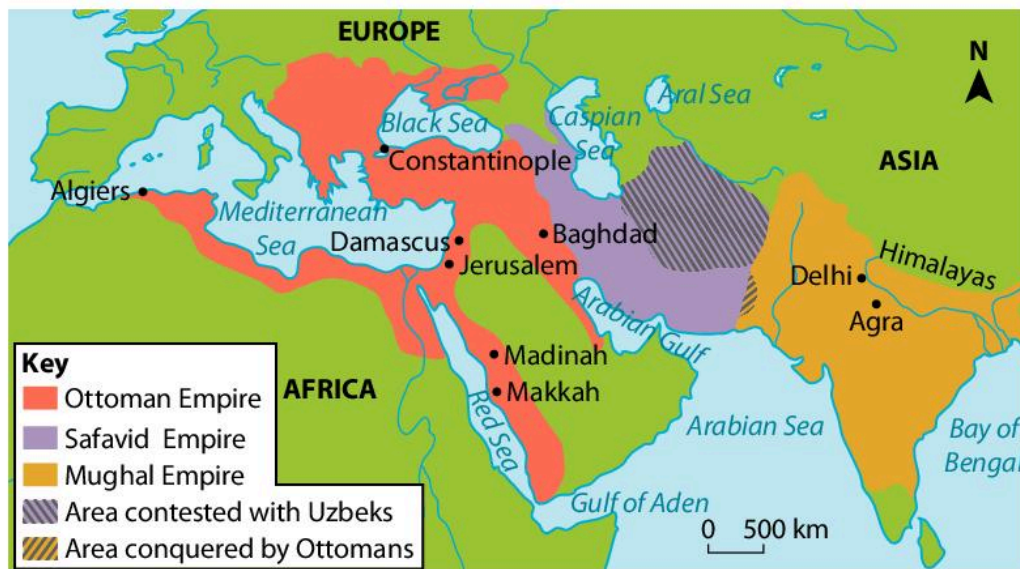 EUROPE
N
Aral Sea
Caspian
Sea
Black Sea
ASIA
Constantinople
Algiers
Mediterranean
Sea
Baghdad
Damascus
Jerusalem
Himalayas
Delhi
Agra
Arabian Gulf
Madinah
Makkah
AFRICA
Red Sea
Arabian Sea
Bay of
Bengal
Gulf of Aden
0 500 km
Key
Ottoman Empire
Safavid Empire
Mughal Empire
Area contested with Uzbeks
Area conquered by Ottomans